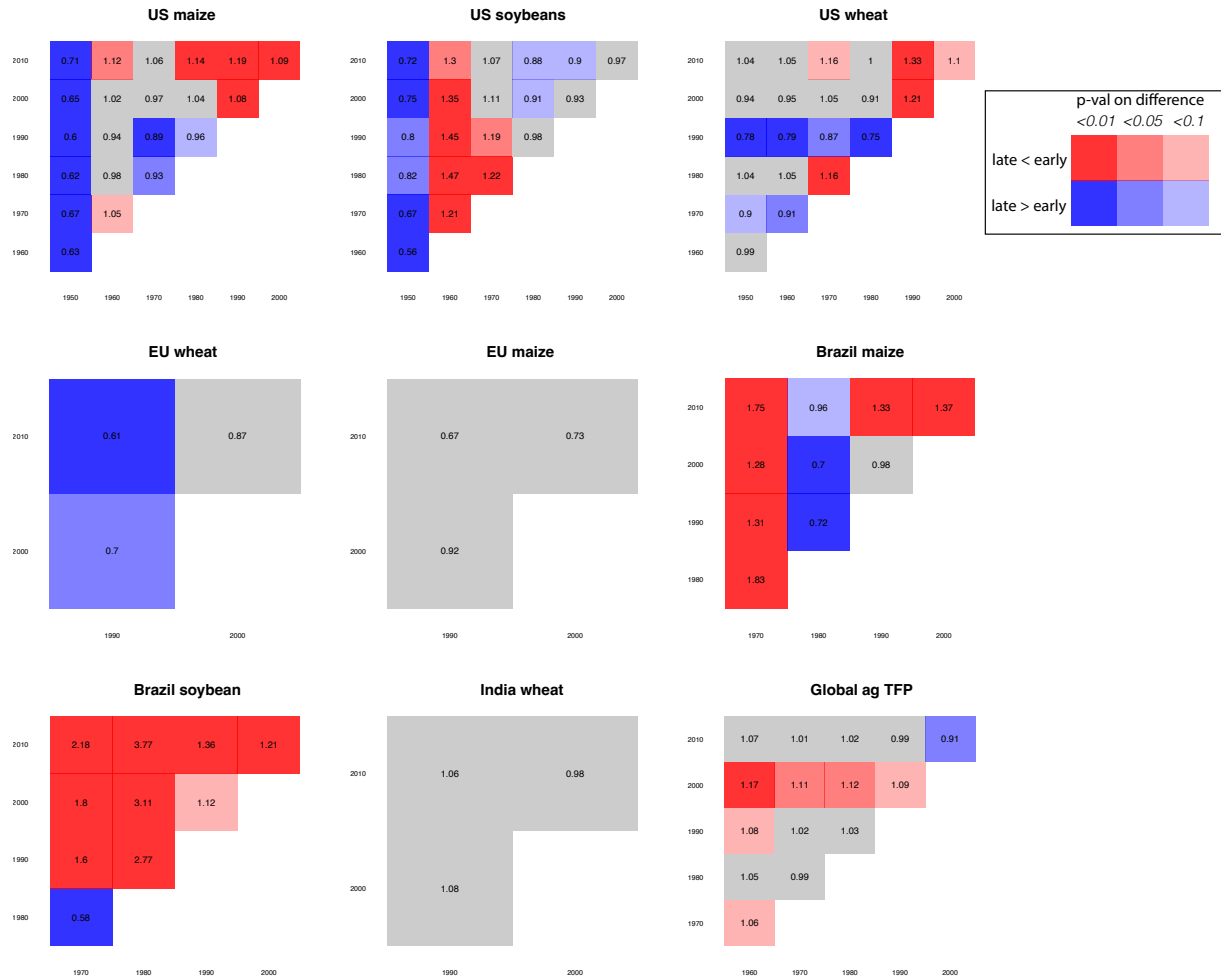 US maize
US soybeans
US wheat
2010 0.71 1.12 1.06 1.14 1.19 1.09
2000 0.65 1.02 0.97 1.04 1.08
1990 0.6 0.94 0.89 0.96
1980 0.62 0.98 0.93
1970 0.67 1.05
1960 0.63
1950 1960 1970 1980 1990 2000
0.72 1.3 1.07 0.88 0.9 0.97
0.75 1.35 1.11 0.91 0.93
0.8 1.45 1.19 0.98
0.82 1.47 1.22
0.67 1.21
0.56
1950 1960 1970 1980 1990 2000
2010 1.04 1.05 1.16 1 1.33 1.1
2000 0.94 0.95 1.05 0.91 1.21
1990 0.78 0.79 0.87 0.75
1980 1.04 1.05 1.16
1970 0.9 0.91
1960 0.99
1950 1960 1970 1980 1990 2000
p-val on difference
<0.01 <0.05 <0.1
late < early
late > early
EU wheat
2010 0.61 0.87
2000 0.7
1990 2000
EU maize
2010 0.67 0.73
2000 0.92
1990 2000
Brazil maize
2010 1.75 0.96 1.33 1.37
2000 1.28 0.7 0.98
1990 1.31 0.72
1980 1.83
1970 1980 1990 2000
Brazil soybean
2010 2.18 3.77 1.36 1.21
2000 1.8 3.11 1.12
1990 1.6 2.77
1980 0.58
1970 1980 1990 2000
India wheat
2010 1.06 0.98
2000 1.08
1990 2000
Global ag TFP
2010 1.07 1.01 1.02 0.99 0.91
2000 1.17 1.11 1.12 1.09
1990 1.08 1.02 1.03
1980 1.05 0.99
1970 1.06
1960 1970 1980 1990 2000